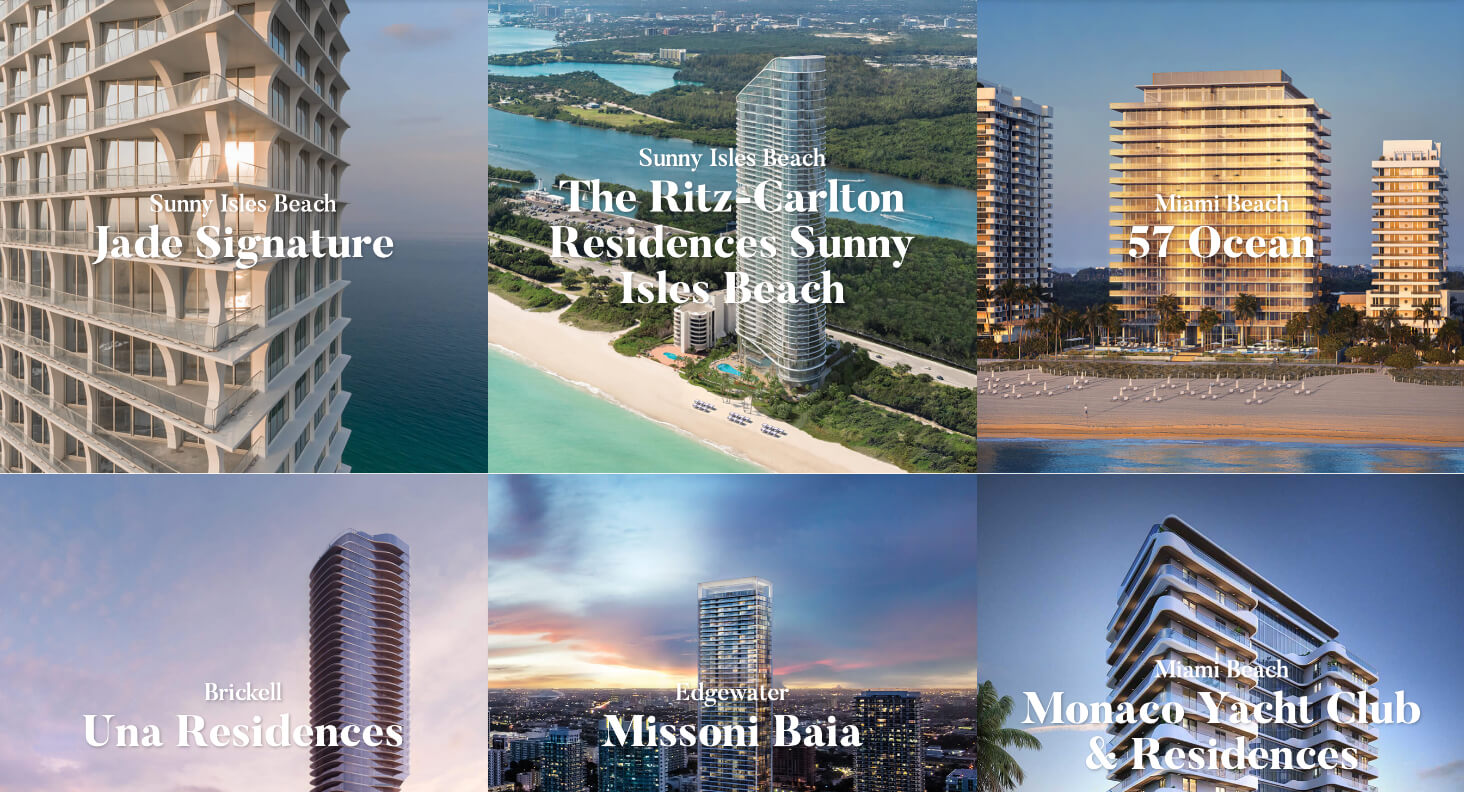 Sunny Isles Beach
Jade Signature
Sunny Isles Beach
The Ritz-Carlton
Residences Sunny
Isles Beach
Miami Beach
57 Ocean
Brickell
Una Residences
Edgewater
Missoni Baia
Miami Beach
Monaco Yacht Club
& Residences